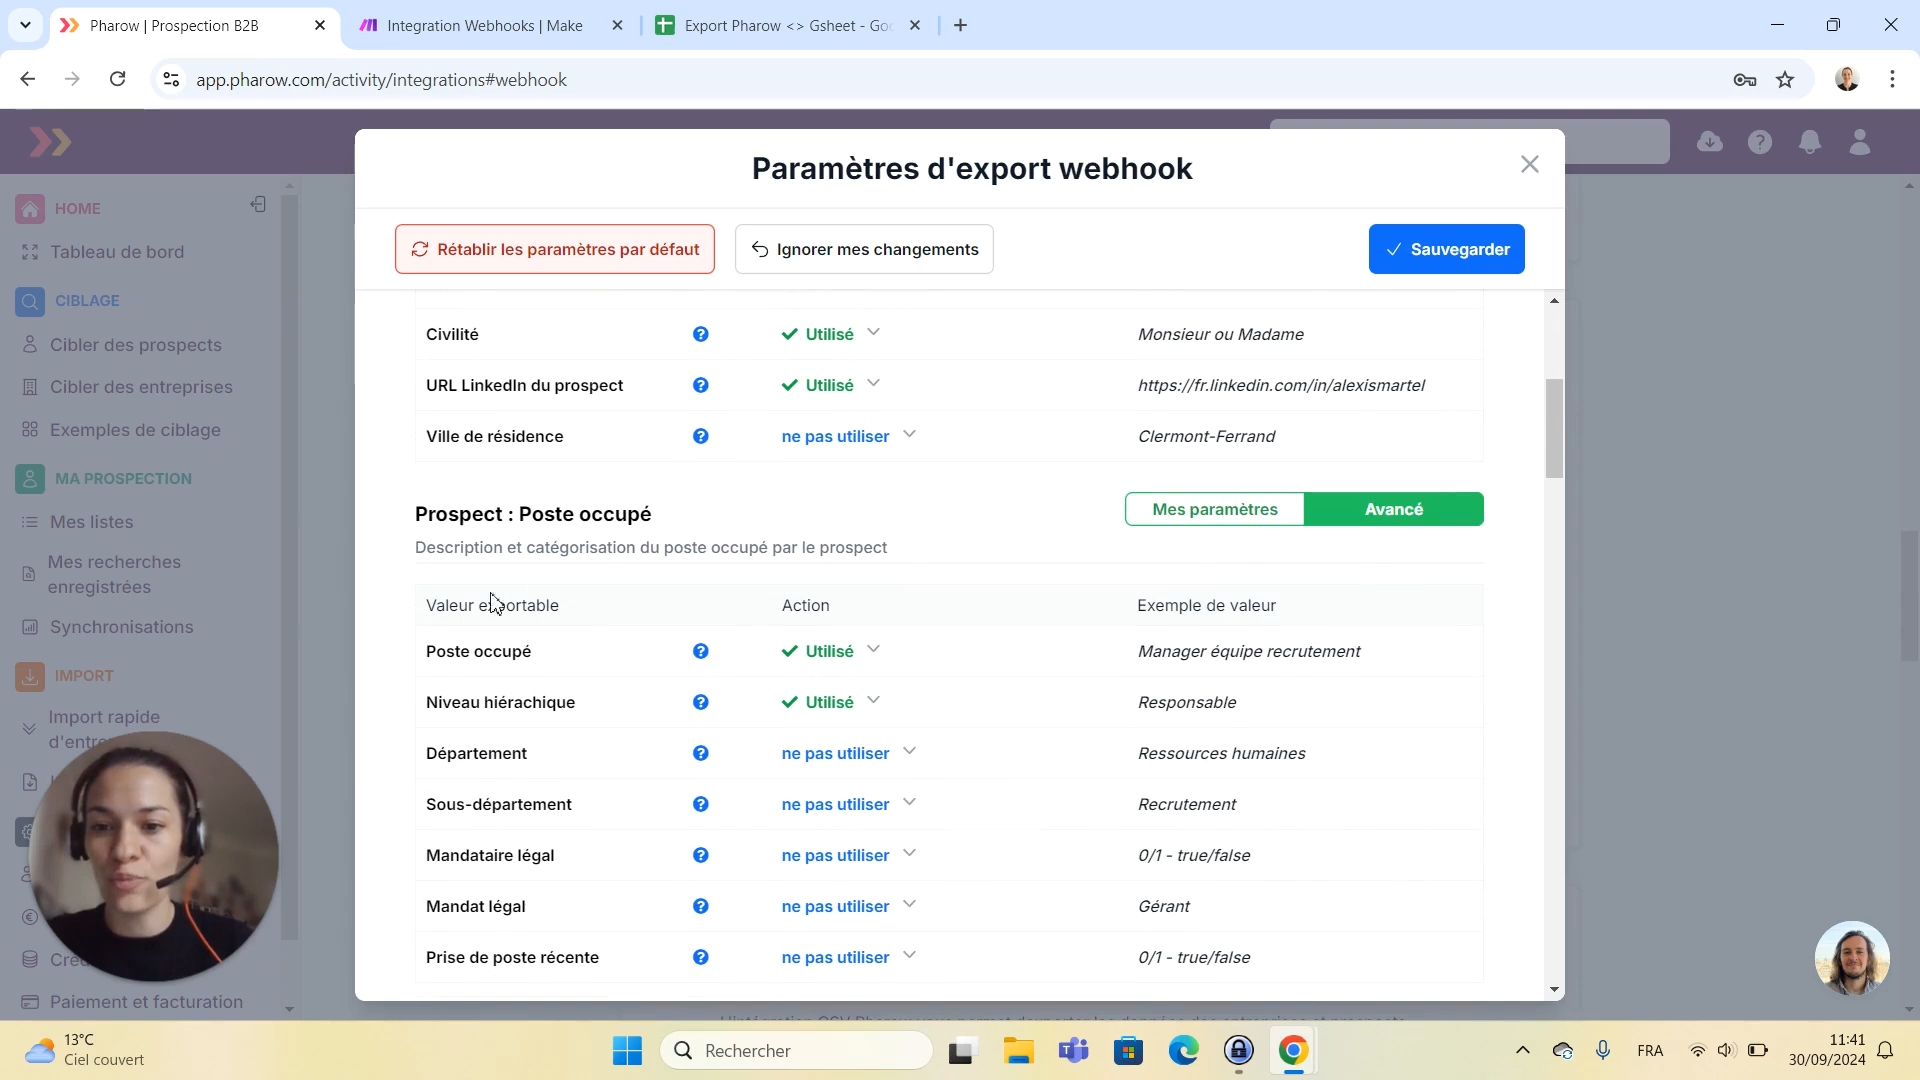 Pharow | Prospection B2B
Integration Webhooks | Make
Export Pharow <> Gsheet - Goo
app.pharow.com/activity/integrations#webhook
Paramètres d'export webhook
Rétablir les paramètres par défaut
Ignorer mes changements
Sauvegarder
HOME
Tableau de bord
CIBLAGE
Cibler des prospects
Cibler des entreprises
Exemples de ciblage
MA PROSPECTION
Mes listes
Mes recherches
enregistrées
Synchronisations
IMPORT
Import rapide
d'entre
Paiement et facturation
Civilité
Utilisé
Monsieur ou Madame
URL LinkedIn du prospect
Utilisé
https://fr.linkedin.com/in/alexismartel
Ville de résidence
ne pas utiliser
Clermont-Ferrand
Prospect : Poste occupé
Mes paramètres
Avancé
Description et catégorisation du poste occupé par le prospect
Valeur exportable
Action
Exemple de valeur
Poste occupé
Utilisé
Manager équipe recrutement
Niveau hiérachique
Utilisé
Responsable
Département
ne pas utiliser
Ressources humaines
Sous-département
ne pas utiliser
Recrutement
Mandataire légal
ne pas utiliser
0/1 - true/false
Mandat légal
ne pas utiliser
Gérant
Prise de poste récente
ne pas utiliser
0/1 - true/false
13°C
Ciel couvert
Rechercher
FRA
11:41
30/09/2024